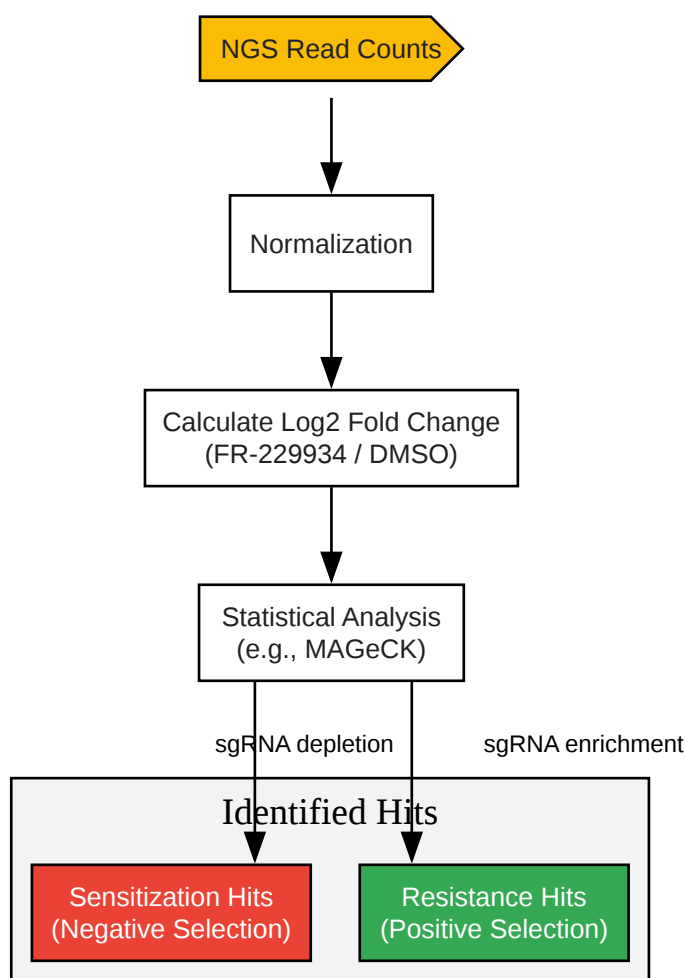 NGS Read Counts
Normalization
Calculate Log2 Fold Change
(FR-229934 / DMSO)
Statistical Analysis
(e.g., MAGeCK)
sgRNA depletion
sgRNA enrichment
Identified Hits
Sensitization Hits
(Negative Selection)
Resistance Hits
(Positive Selection)